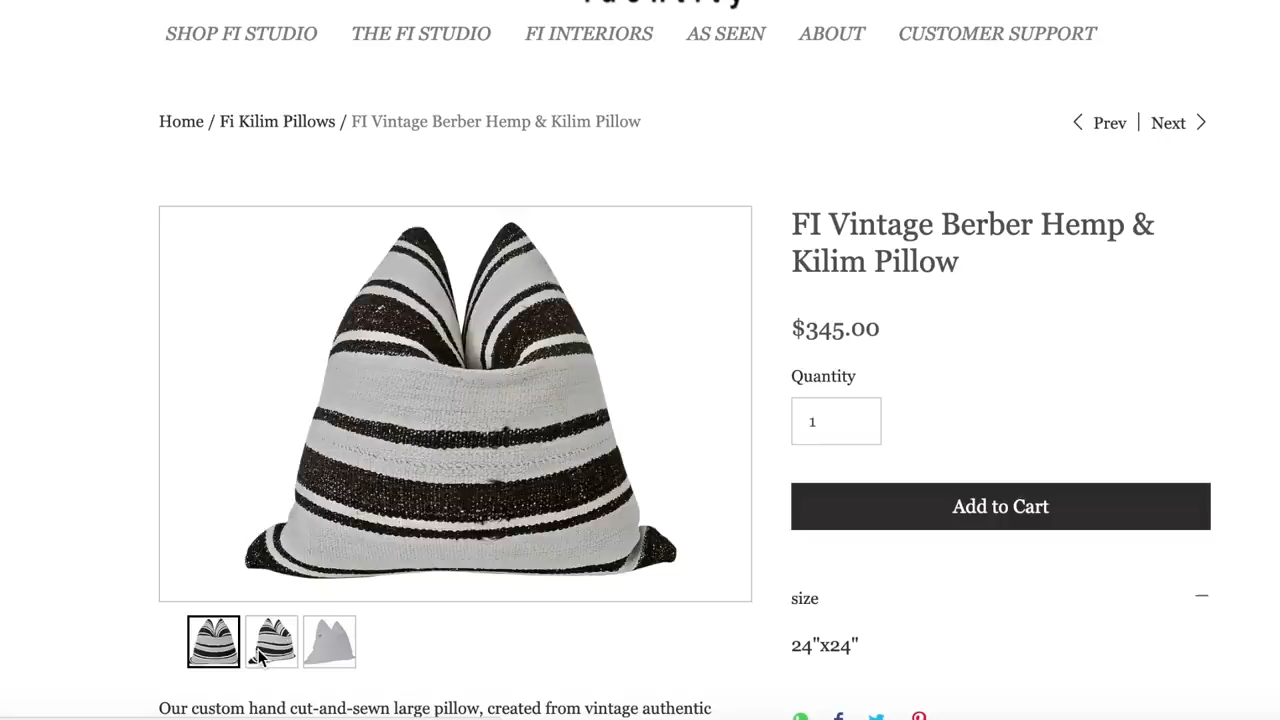 SHOP FI STUDIO THE FI STUDIO FI INTERIORS AS SEEN ABOUT CUSTOMER SUPPORT
Home / Fi Kilim Pillows / FI Vintage Berber Hemp & Kilim Pillow
Prev | Next
FI Vintage Berber Hemp &
Kilim Pillow
$345.00
Quantity
1
Add to Cart
size
24"x24"
Our custom hand cut-and-sewn large pillow, created from vintage authentic